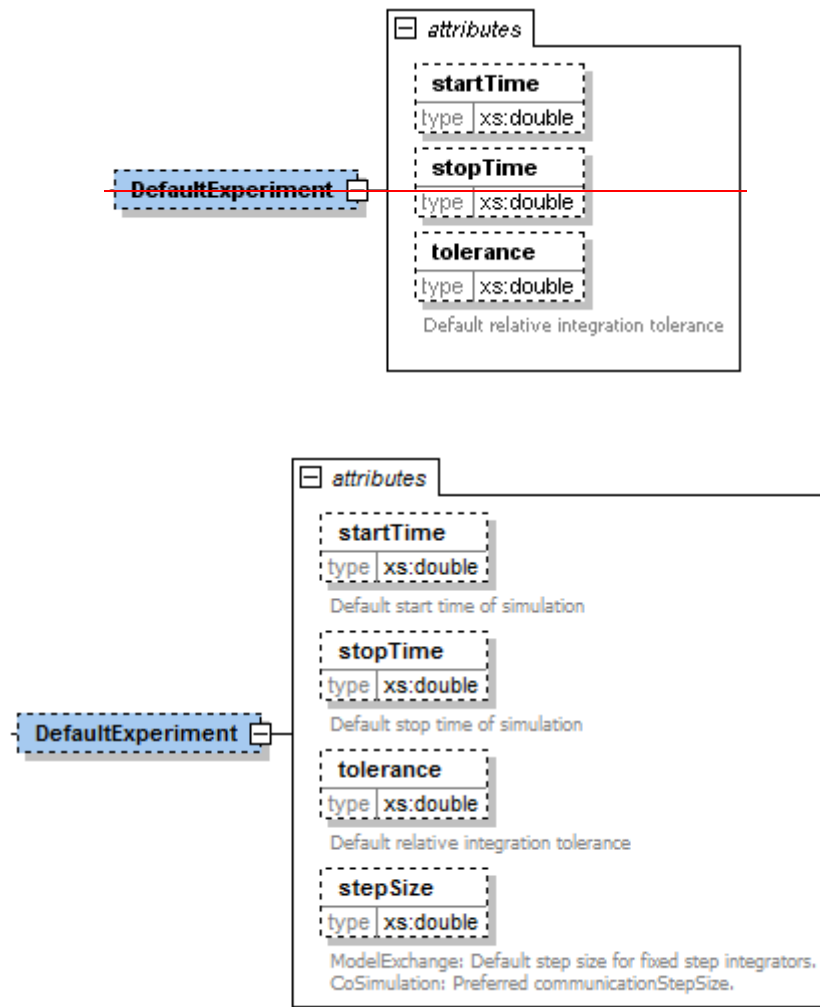 attributes
startTime
type xs:double
stopTime
DefaultExperiment
type xs:double
tolerance
type xs:double
Default relative integration tolerance
attributes
startTime
type xs:double
Default start time of simulation
stopTime
type xs:double
Default stop time of simulation
DefaultExperiment
tolerance
type xs:double
Default relative integration tolerance
stepSize
type xs:double
ModelExchange: Default step size for fixed step integrators.
CoSimulation: Preferred communicationStepSize.